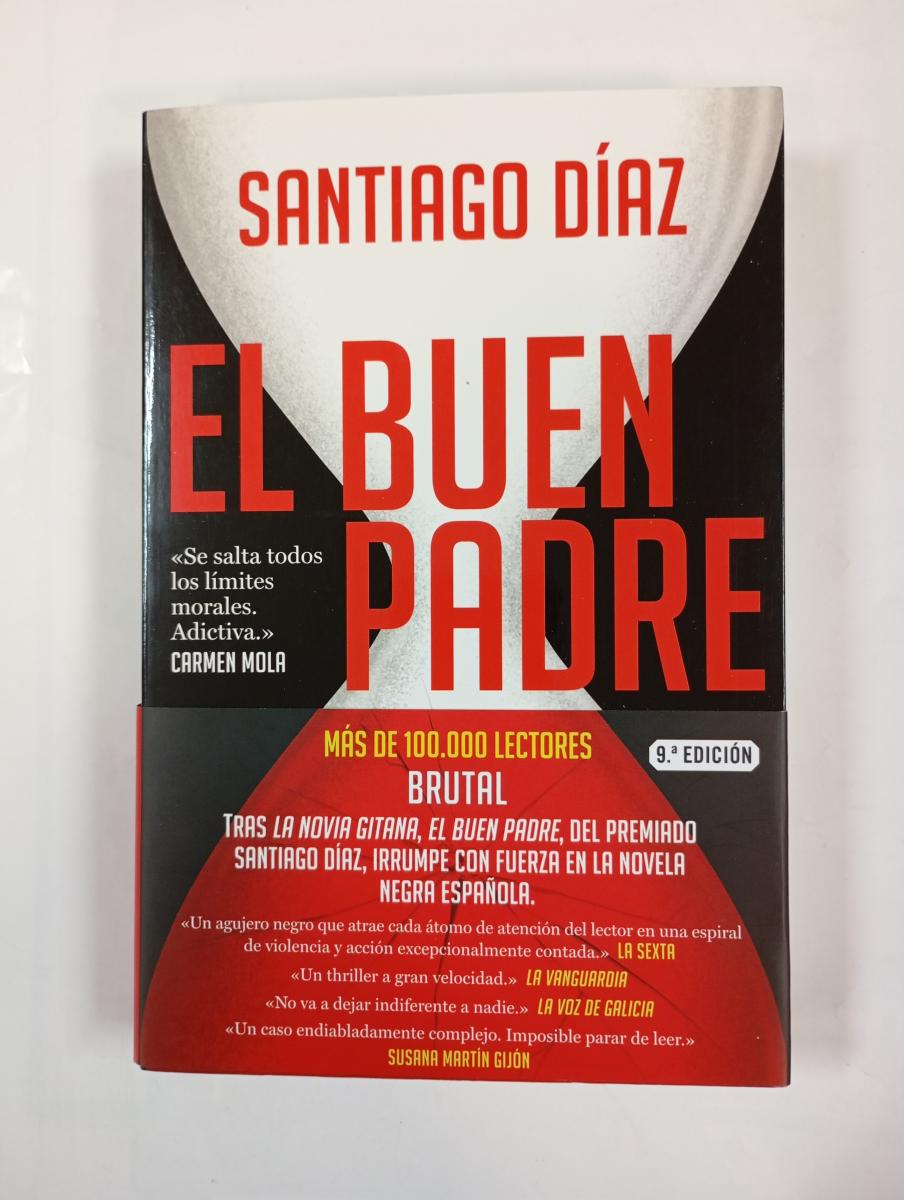 SANTIAGO DÍAZ
EL BUEN
PADRE
«Se salta todos
los límites
morales.
Adictiva.»
CARMEN MOLA
MÁS DE 100.000 LECTORES
9.ª EDICIÓN
BRUTAL
TRAS LA NOVIA GITANA, EL BUEN PADRE, DEL PREMIADO
SANTIAGO DÍAZ, IRRUMPE CON FUERZA EN LA NOVELA
NEGRA ESPAÑOLA.
«Un agujero negro que atrae cada átomo de atención del lector en una espiral
de violencia y acción excepcionalmente contada.» LA SEXTA
«Un thriller a gran velocidad.» LA VANGUARDIA
«No va a dejar indiferente a nadie.» LA VOZ DE GALICIA
«Un caso endiabladamente complejo. Imposible parar de leer.»
SUSANA MARTÍN GIJÓN